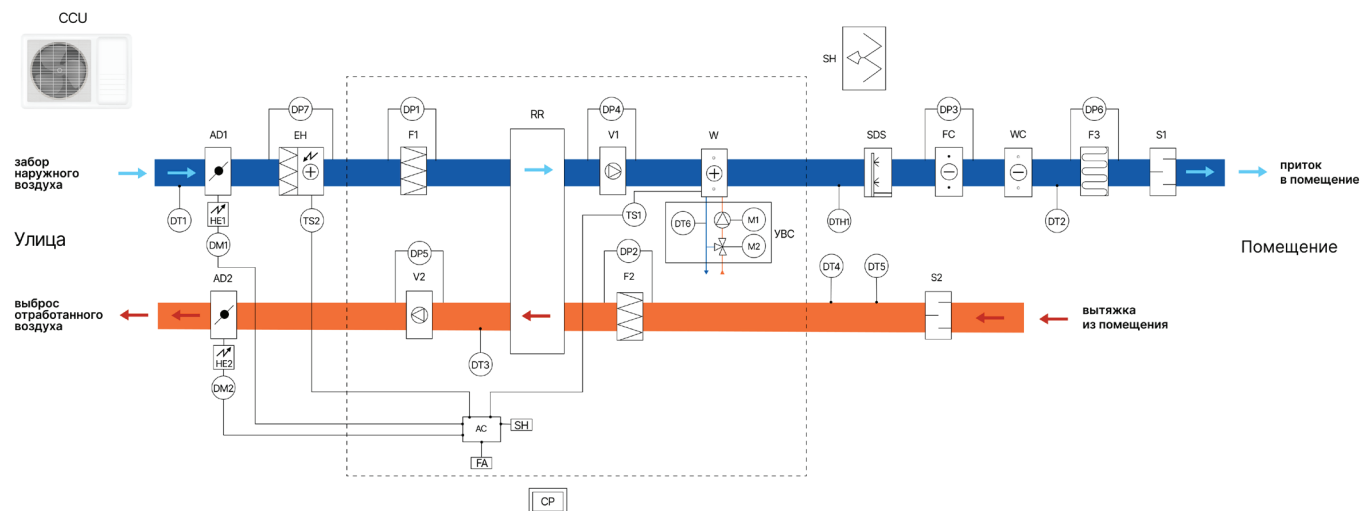 CCU
SH
DP7
DP1
DP4
DP3
DP6
AD1
EH
F1
RR
V1
W
SDS
FC
WC
F3
S1
забор
наружного
воздуха
приток
в помещение
DT1
HE1
TS2
TS1
DTH1
DT2
DT6
M1
УВС
M2
Улица
DM1
Помещение
DP5
DP2
AD2
V2
F2
DT4
DT5
S2
выброс
отработанного
воздуха
вытяжка
из помещения
HE2
DT3
DM2
AC
SH
FA
CP